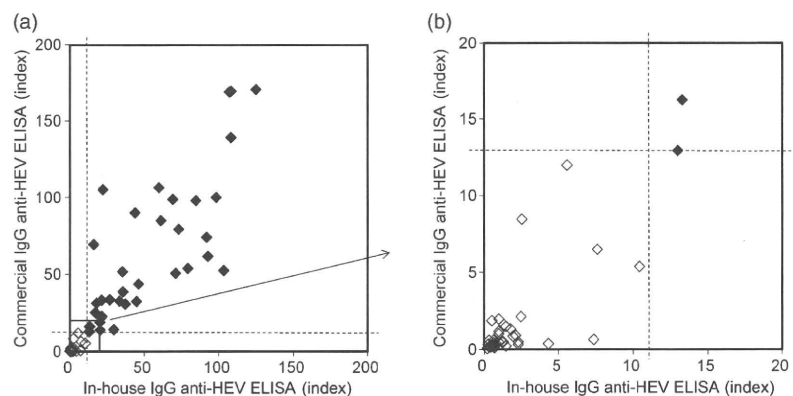 (a)
200
150
100
50
0
Commercial IgG anti-HEV ELISA (index)
0 50 100 150 200
In-house IgG anti-HEV ELISA (index)
(b)
20
15
10
5
0
Commercial IgG anti-HEV ELISA (index)
0 5 10 15 20
In-house IgG anti-HEV ELISA (index)